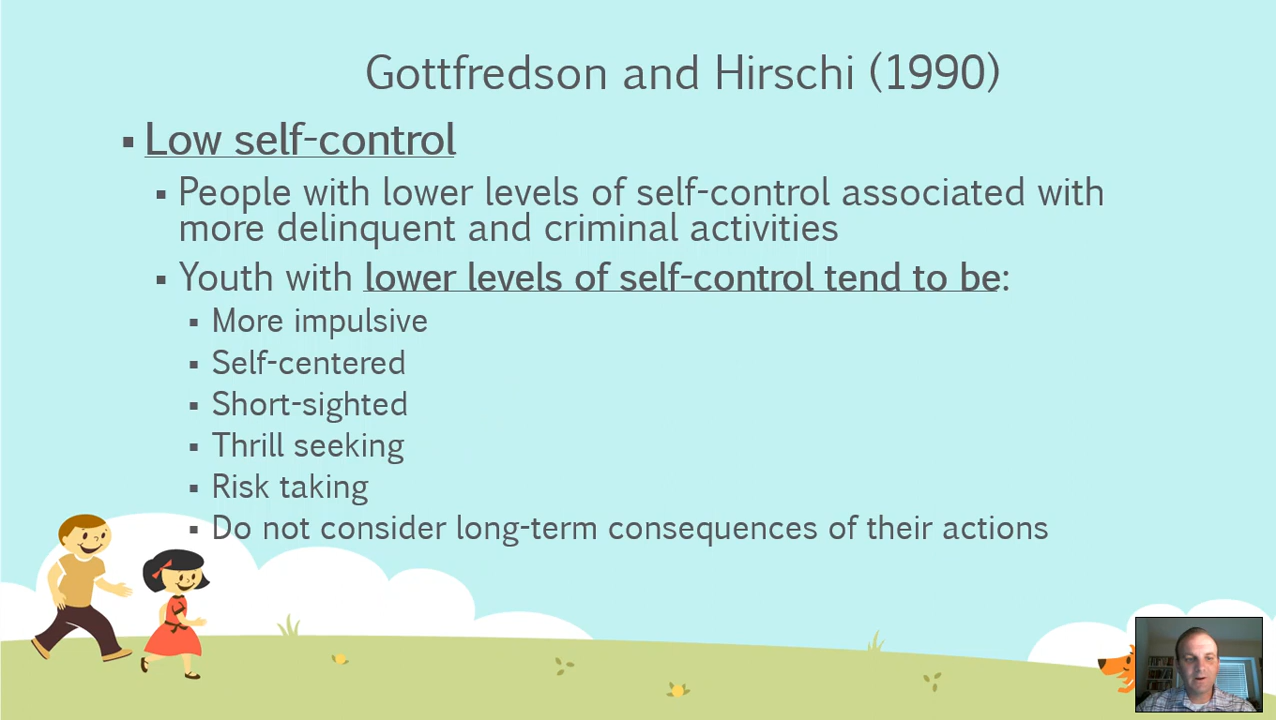 Gottfredson and Hirschi (1990)
▪ Low self-control
▪ People with lower levels of self-control associated with
more delinquent and criminal activities
▪ Youth with lower levels of self-control tend to be:
▪ More impulsive
▪ Self-centered
▪ Short-sighted
▪ Thrill seeking
▪ Risk taking
▪ Do not consider long-term consequences of their actions